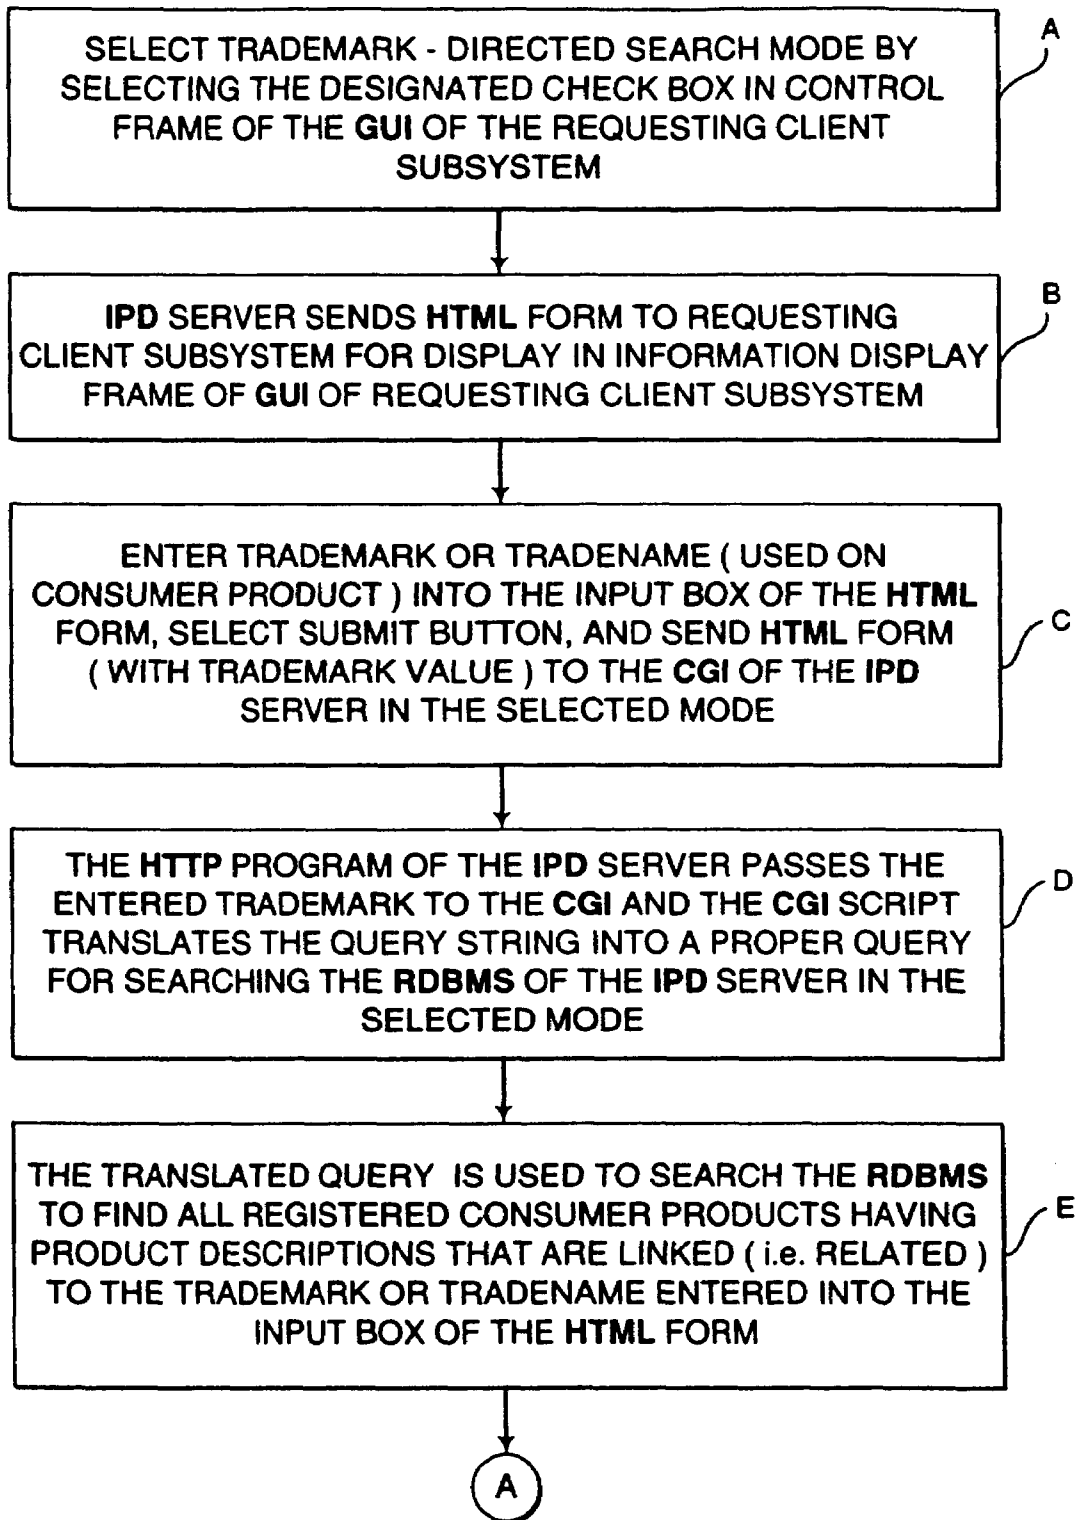 SELECT TRADEMARK - DIRECTED SEARCH MODE BY
SELECTING THE DESIGNATED CHECK BOX IN CONTROL
FRAME OF THE GUI OF THE REQUESTING CLIENT
SUBSYSTEM
A
IPD SERVER SENDS HTML FORM TO REQUESTING
CLIENT SUBSYSTEM FOR DISPLAY IN INFORMATION DISPLAY
FRAME OF GUI OF REQUESTING CLIENT SUBSYSTEM
B
ENTER TRADEMARK OR TRADENAME ( USED ON
CONSUMER PRODUCT ) INTO THE INPUT BOX OF THE HTML
FORM, SELECT SUBMIT BUTTON, AND SEND HTML FORM
( WITH TRADEMARK VALUE ) TO THE CGI OF THE IPD
SERVER IN THE SELECTED MODE
C
THE HTTP PROGRAM OF THE IPD SERVER PASSES THE
ENTERED TRADEMARK TO THE CGI AND THE CGI SCRIPT
TRANSLATES THE QUERY STRING INTO A PROPER QUERY
FOR SEARCHING THE RDBMS OF THE IPD SERVER IN THE
SELECTED MODE
D
THE TRANSLATED QUERY IS USED TO SEARCH THE RDBMS
TO FIND ALL REGISTERED CONSUMER PRODUCTS HAVING
PRODUCT DESCRIPTIONS THAT ARE LINKED ( i.e. RELATED )
TO THE TRADEMARK OR TRADENAME ENTERED INTO THE
INPUT BOX OF THE HTML FORM
E
A